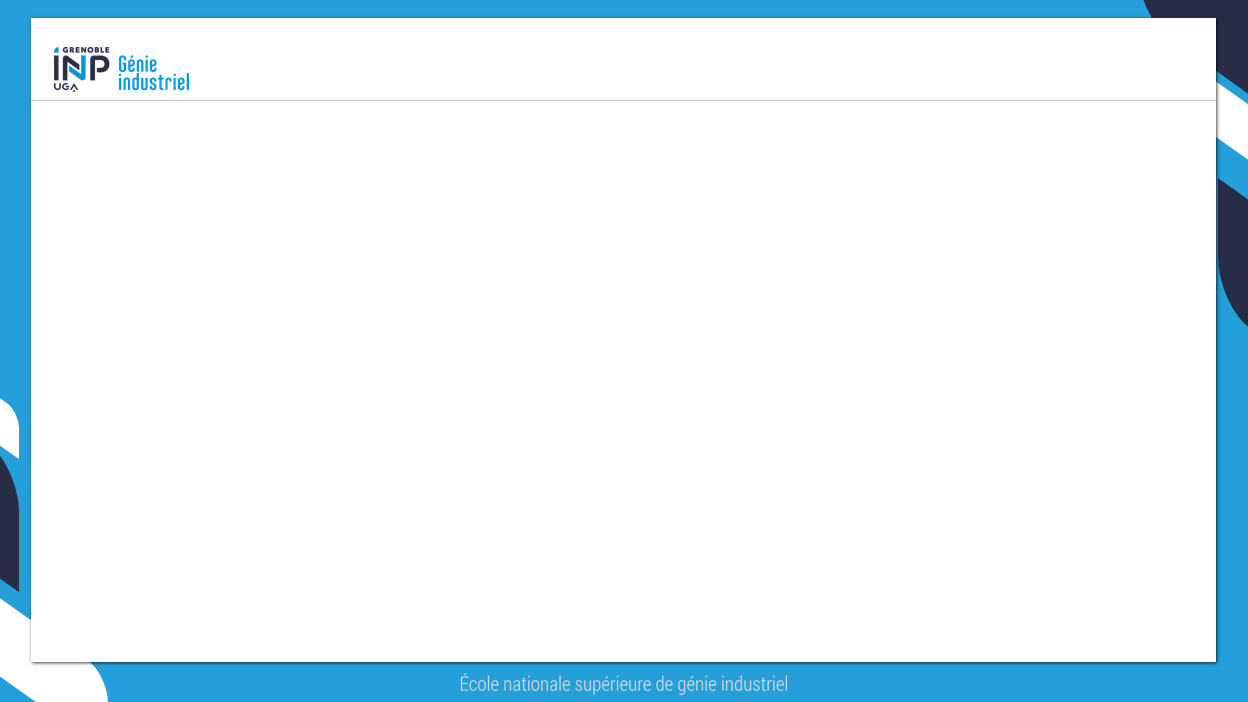 GRENOBLE
INP
UGA
Génie
industriel
École nationale supérieure de génie industriel